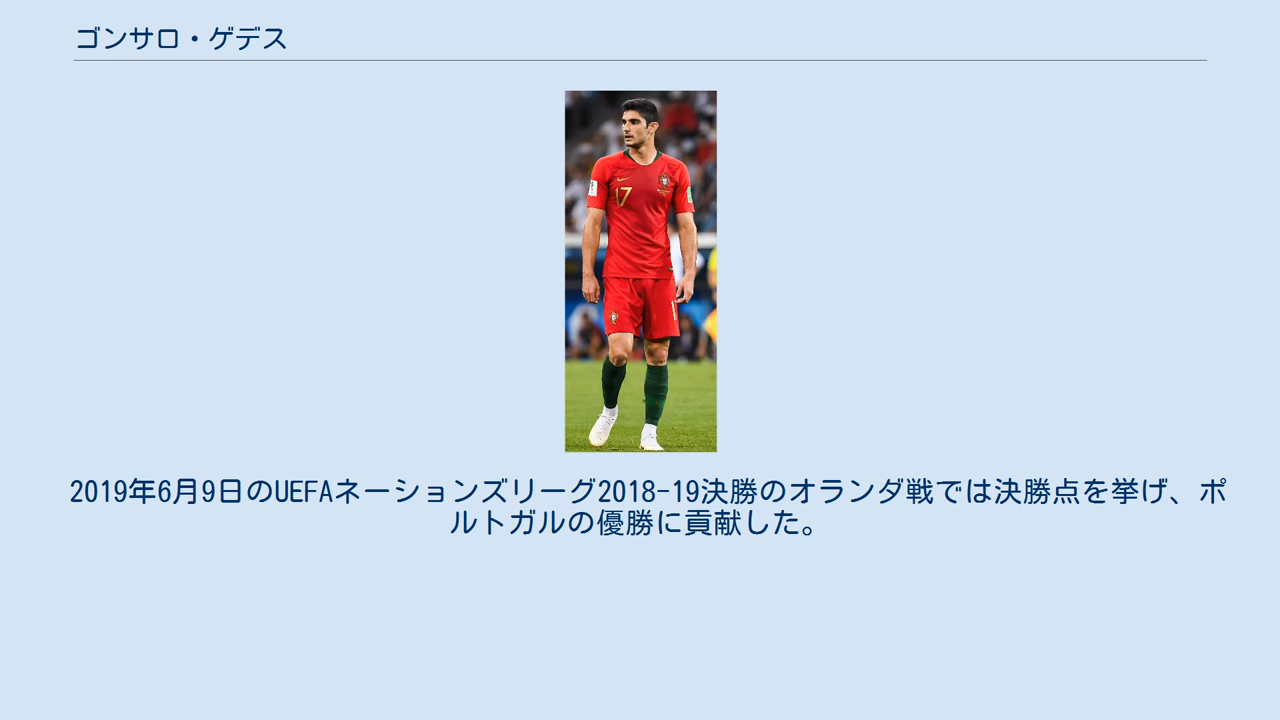 ゴンサロ・ゲデス
17
2019年6月9日のUEFAネーションズリーグ2018-19決勝のオランダ戦では決勝点を挙げ、ポ
ルトガルの優勝に貢献した。